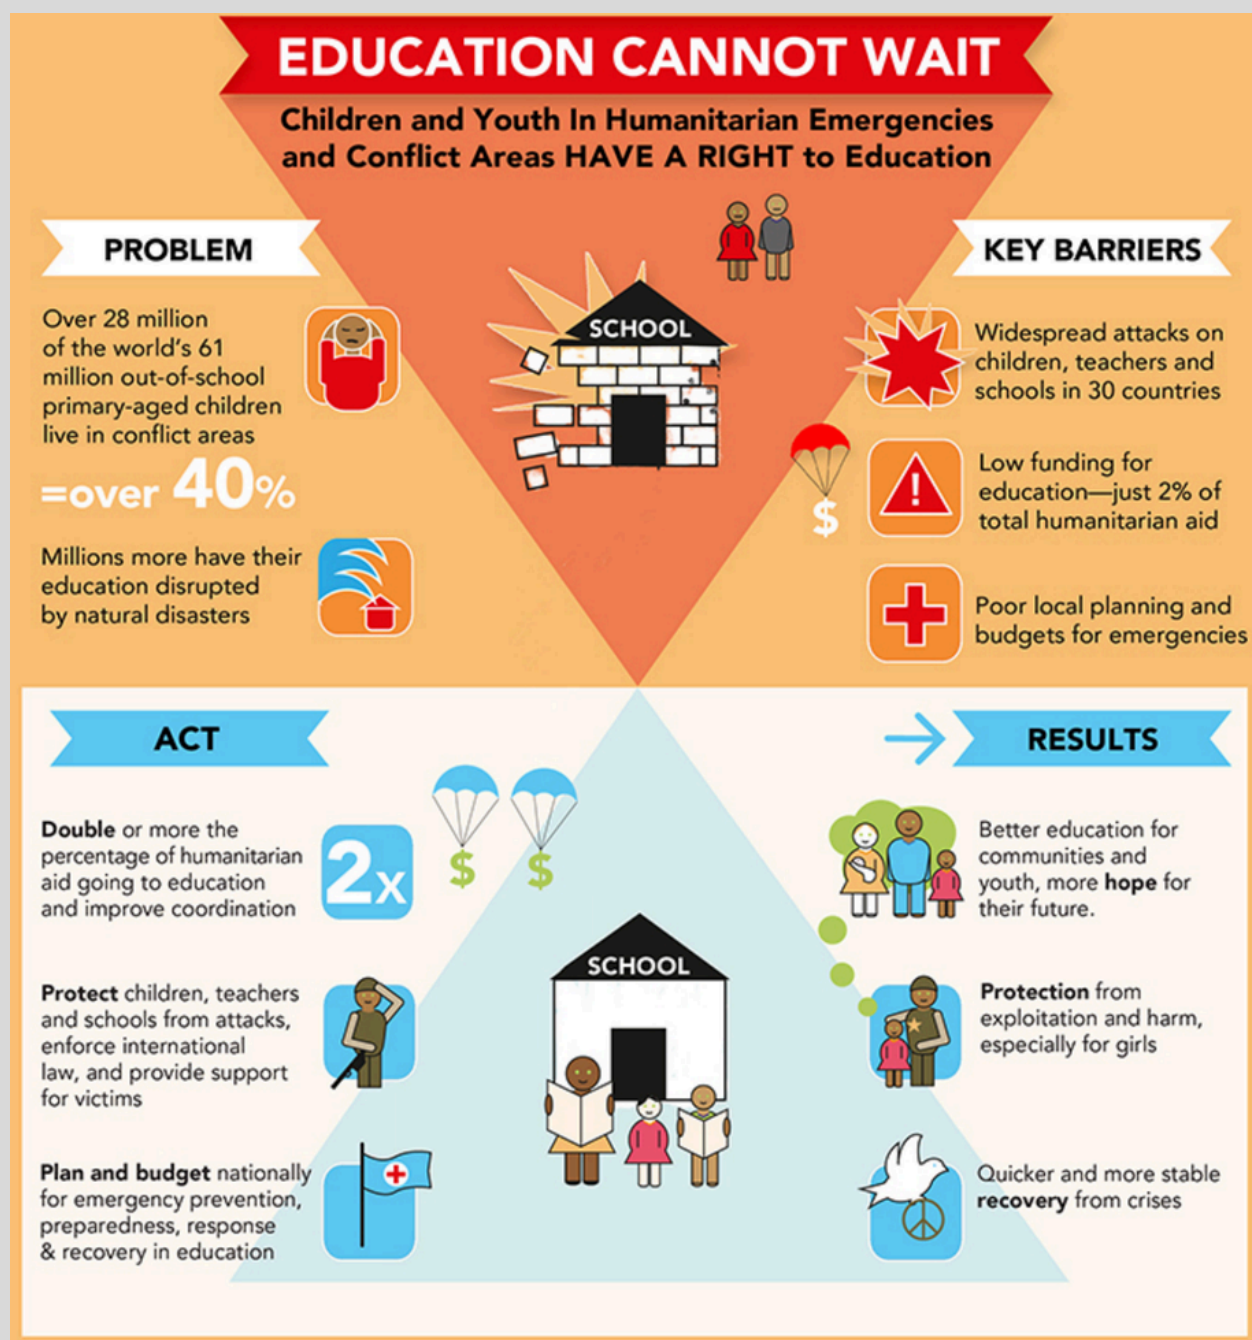 EDUCATION CANNOT WAIT
Children and Youth In Humanitarian Emergencies
and Conflict Areas HAVE A RIGHT to Education
PROBLEM
Over 28 million
of the world's 61
million out-of-school
primary-aged children
live in conflict areas
=over 40%
Millions more have their
education disrupted
by natural disasters
SCHOOL
KEY BARRIERS
Widespread attacks on
children, teachers and
schools in 30 countries
!
Low funding for
education—just 2% of
total humanitarian aid
$
Poor local planning and
budgets for emergencies
ACT
Double or more the
percentage of humanitarian
aid going to education
and improve coordination
2x
$ $
Protect children, teachers
and schools from attacks,
enforce international
law, and provide support
for victims
Plan and budget nationally
for emergency prevention,
preparedness, response
& recovery in education
SCHOOL
RESULTS
Better education for
communities and
youth, more hope for
their future.
Protection from
exploitation and harm,
especially for girls
Quicker and more stable
recovery from crises